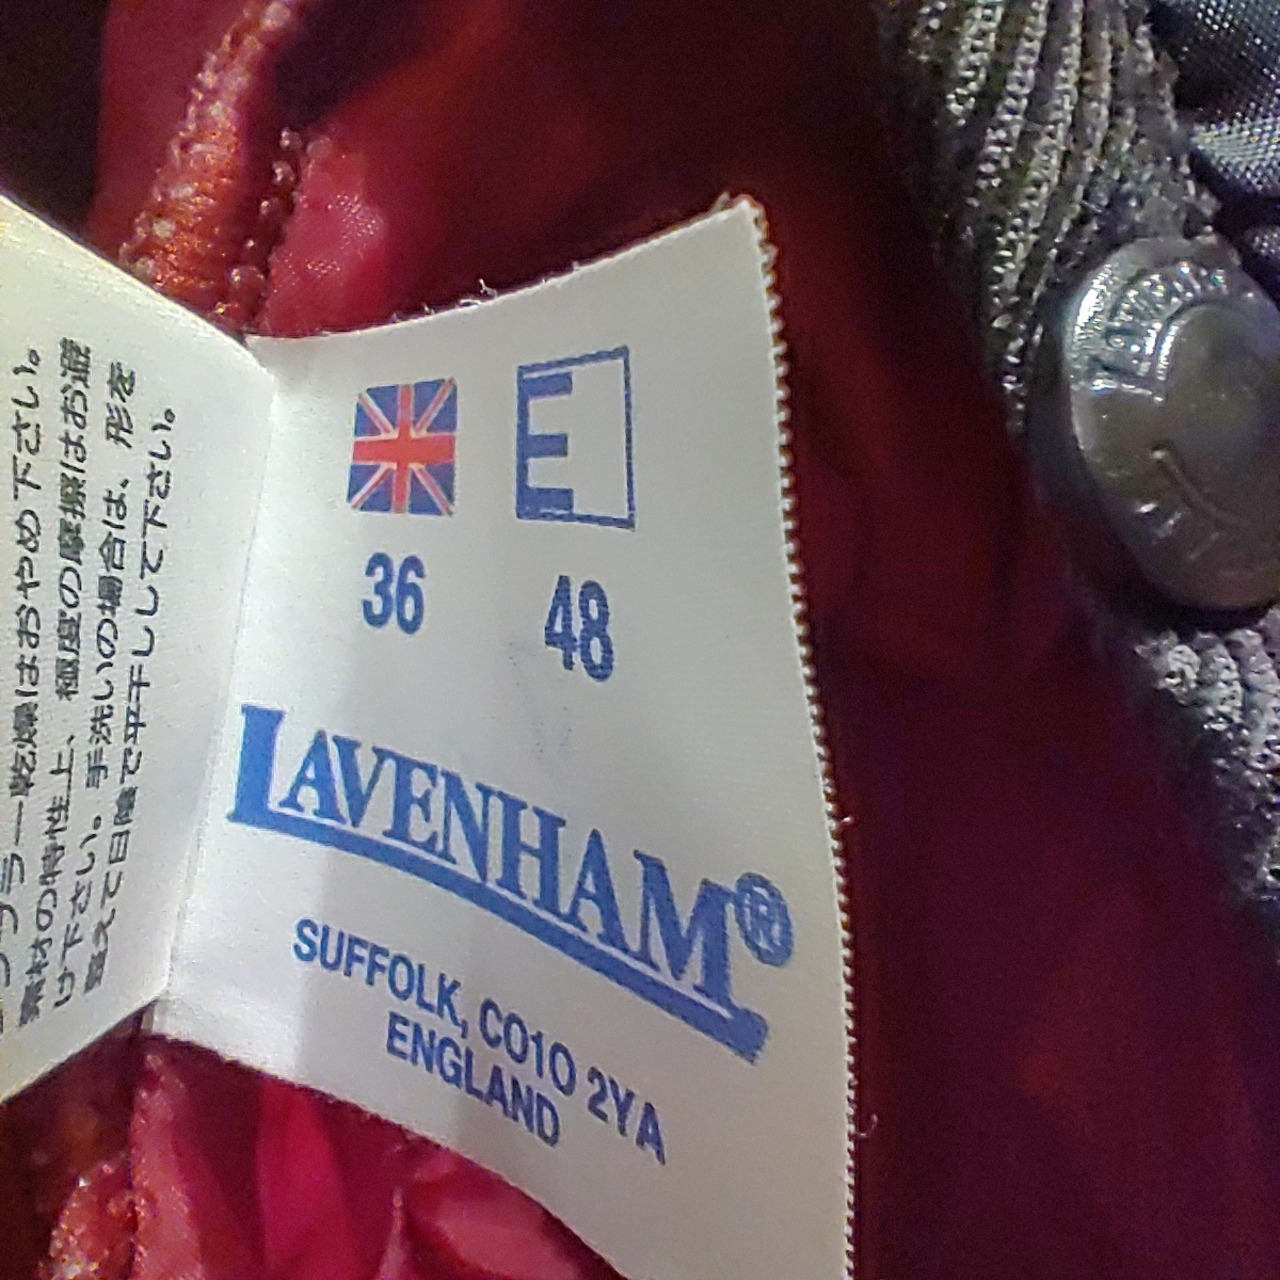 ー乾燥はおやめ下さい。
素材の特性上、極度の摩擦はお避
け下さい。手洗いの場合は、形を
整えて日陰で平干しして下さい。
E
36 48
LAVENHAM®
SUFFOLK, CO10 2YA
ENGLAND